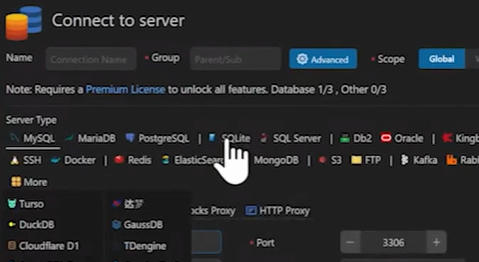 Connect to server
Name Connection Name * Group Parent/Sub Advanced * Scope Global
Note: Requires a Premium License to unlock all features. Database 1/3 , Other 0/3
Server Type
MySQL MariaDB PostgreSQL | SQLite SQL Server | Db2 Oracle | Kingb
SSH Docker | Redis ElasticSear MongoDB | S3 FTP | Kafka Rabi
More
Turso 达梦 ocks Proxy HTTP Proxy
DuckDB GaussDB
Cloudflare D1 TDengine * Port − 3306 +